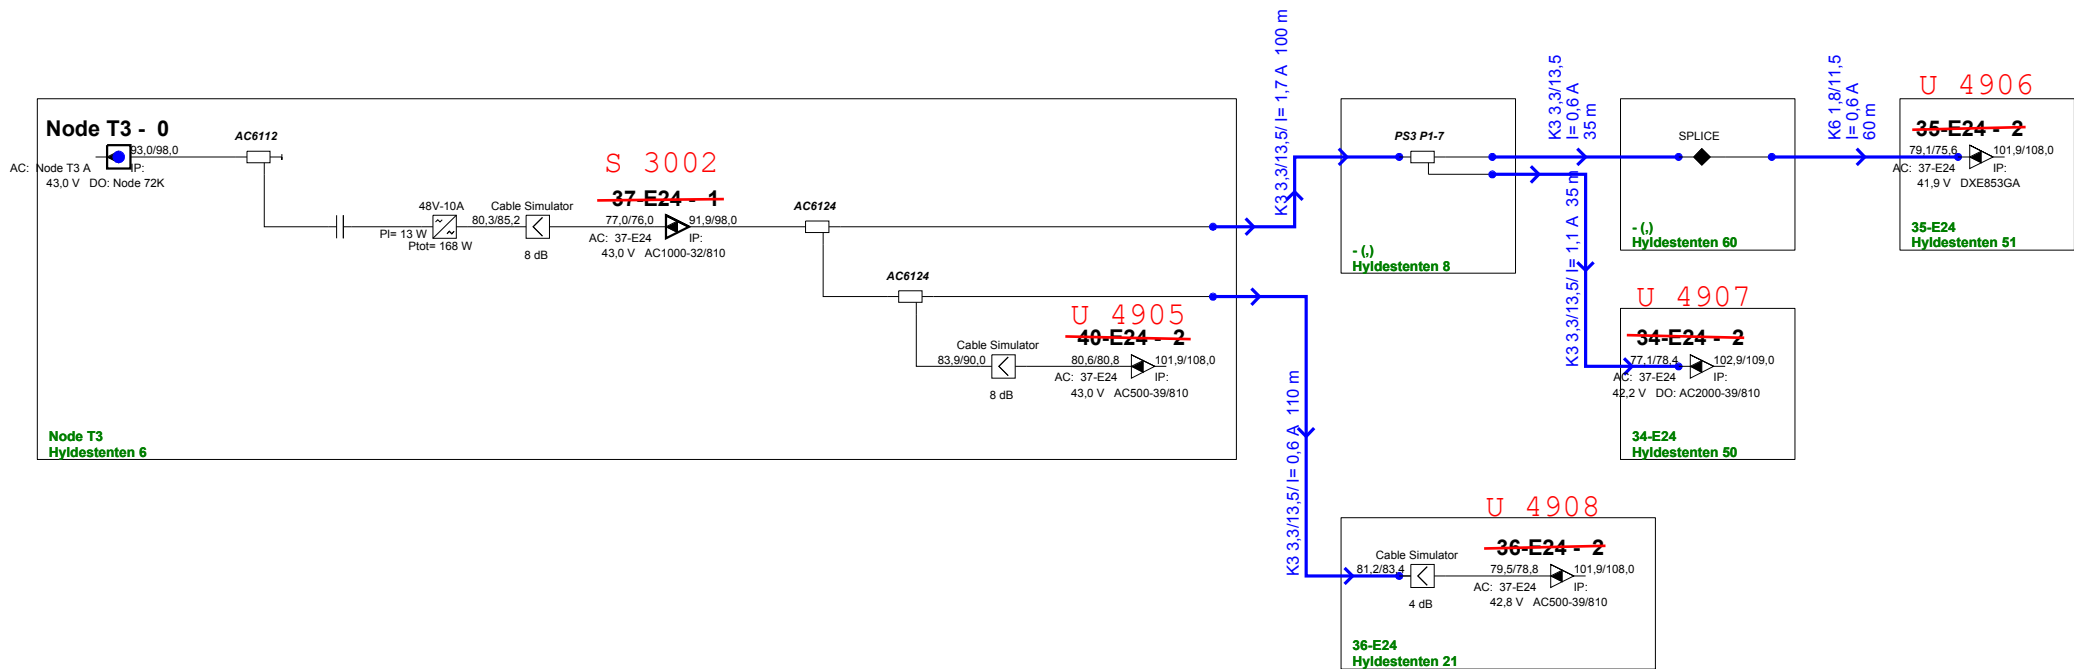 Node T3 - 0
93,0/98,0
AC: Node T3 A
IP:
43,0 V DO: Node 72K
AC6112
48V-10A
PI= 13 W
Ptot= 168 W
80,3/85,2
Cable Simulator
8 dB
S 3002
37-E24 - 1
77,0/76,0
91,9/98,0
AC: 37-E24
IP:
43,0 V AC1000-32/810
AC6124
AC6124
Cable Simulator
83,9/90,0
8 dB
U 4905
40-E24 - 2
80,6/80,8
101,9/108,0
AC: 37-E24
IP:
43,0 V AC500-39/810
Node T3
Hyldestenten 6
K3 3,3/13,5/ I= 1,7 A 100 m
K3 3,3/13,5/ I= 0,6 A 110 m
PS3 P1-7
- (,)
Hyldestenten 8
K3 3,3/13,5
I= 0,6 A
35 m
K3 3,3/13,5/ I= 1,1 A 35 m
SPLICE
- (,)
Hyldestenten 60
K6 1,8/11,5
I= 0,6 A
60 m
U 4906
35-E24 - 2
79,1/75,6
101,9/108,0
AC: 37-E24
IP:
41,9 V DXE853GA
35-E24
Hyldestenten 51
U 4907
34-E24 - 2
77,1/78,4
102,9/109,0
AC: 37-E24
IP:
42,2 V DO: AC2000-39/810
34-E24
Hyldestenten 50
U 4908
36-E24 - 2
Cable Simulator
81,2/83,4
4 dB
79,5/78,8
101,9/108,0
AC: 37-E24
IP:
42,8 V AC500-39/810
36-E24
Hyldestenten 21